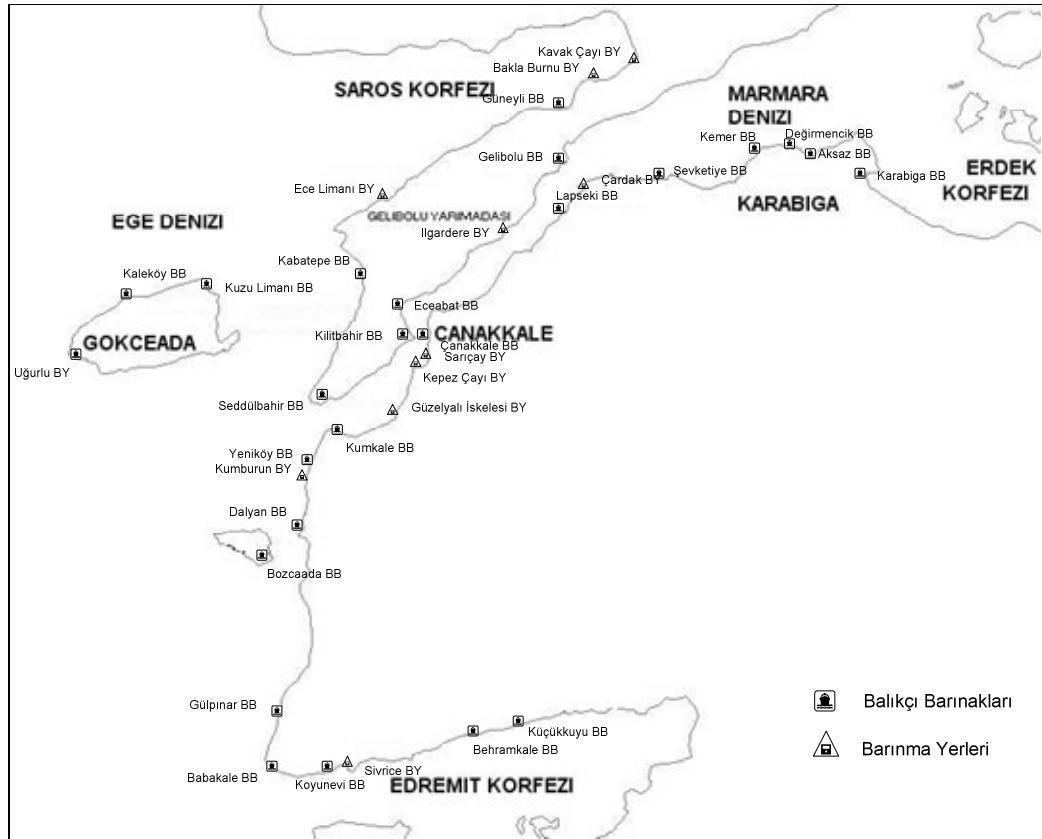 Kavak Çayı BY
Bakla Burnu BY
SAROS KORFEZI
Güneyli BB
MARMARA
DENIZI
Kemer BB
Değirmencik BB
Aksaz BB
Gelibolu BB
Çardak BY
Şevketiye BB
Karabiga BB
ERDEK
KORFEZI
Ece Limanı BY
Lapseki BB
KARABIGA
GELIBOLU YARIMADASI
EGE DENIZI
Ilgardere BY
Kabatepe BB
Kaleköy BB
Kuzu Limanı BB
Eceabat BB
Kilitbahir BB
ÇANAKKALE
GOKCEADA
Çanakkale BB
Sarıçay BY
Uğurlu BY
Kepez Çayı BY
Seddülbahir BB
Güzelyalı İskelesi BY
Kumkale BB
Yeniköy BB
Kumburun BY
Dalyan BB
Bozcaada BB
Gülpınar BB
Balıkçı Barınakları
Küçükkuyu BB
Behramkale BB
Barınma Yerleri
Babakale BB
Koyunevi BB
Sivrice BY
EDREMIT KORFEZI